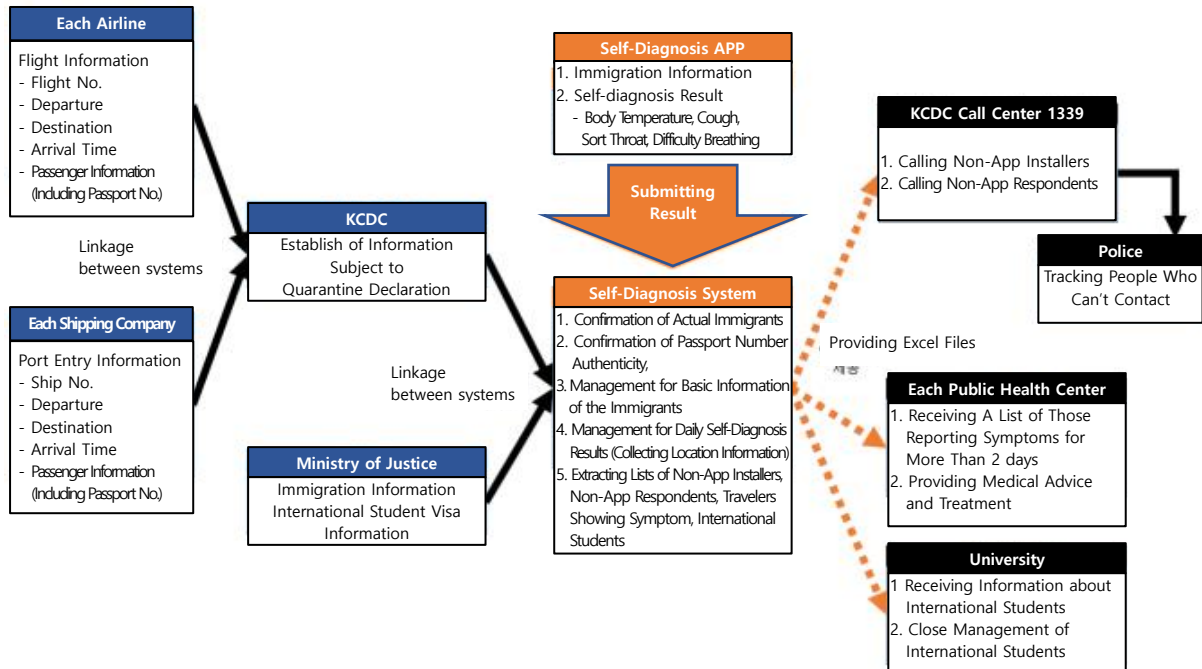 Each Airline
Flight Information
- Flight No.
- Departure
- Destination
- Arrival Time
- Passenger Information
(Including Passport No.)
Linkage
between systems
Each Shipping Company
Port Entry Information
- Ship No.
- Departure
- Destination
- Arrival Time
- Passenger Information
(Including Passport No.)
KCDC
Establish of Information
Subject to
Quarantine Declaration
Linkage
between systems
Ministry of Justice
Immigration Information
International Student Visa
Information
Self-Diagnosis APP
1. Immigration Information
2. Self-diagnosis Result
- Body Temperature, Cough,
Sort Throat, Difficulty Breathing
Submitting
Result
Self-Diagnosis System
1. Confirmation of Actual Immigrants
2. Confirmation of Passport Number
Authenticity,
3. Management for Basic Information
of the Immigrants
4. Management for Daily Self-Diagnosis
Results (Collecting Location Information)
5. Extracting Lists of Non-App Installers,
Non-App Respondents, Travelers
Showing Symptom, International
Students
KCDC Call Center 1339
1. Calling Non-App Installers
2. Calling Non-App Respondents
Police
Tracking People Who
Can't Contact
Providing Excel Files
Each Public Health Center
1. Receiving A List of Those
Reporting Symptoms for
More Than 2 days
2. Providing Medical Advice
and Treatment
University
1 Receiving Information about
International Students
2. Close Management of
International Students